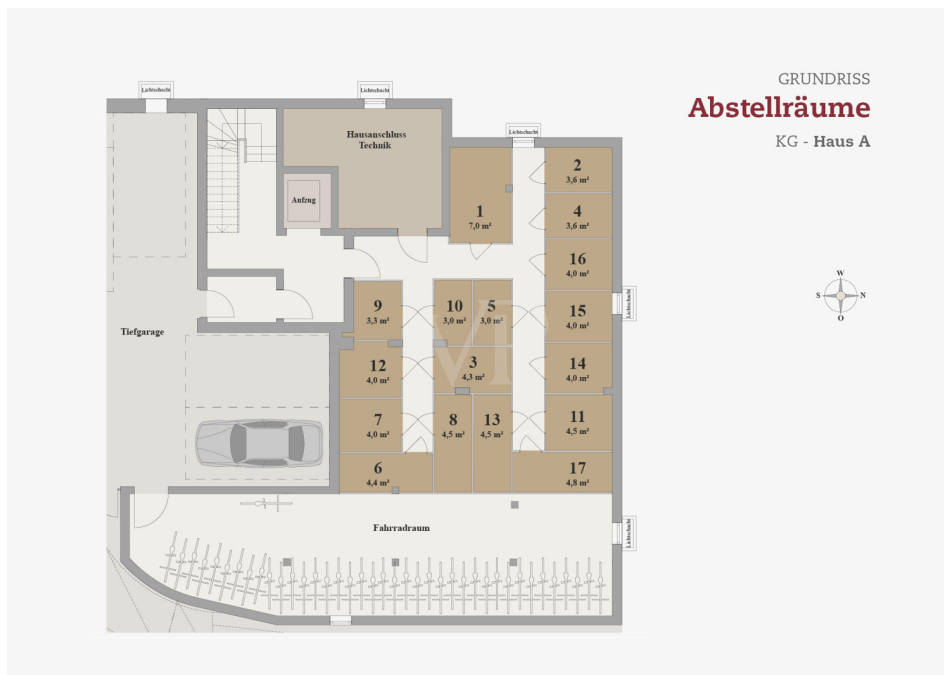 GRUNDRISS
Abstellräume
KG - Haus A
Lichtschacht
Lichtschacht
Lichtschacht
Hausanschluss
Technik
Aufzug
1
7,0 m²
2
3,6 m²
4
3,6 m²
16
4,0 m²
15
4,0 m²
14
4,0 m²
11
4,5 m²
17
4,8 m²
9
3,3 m²
10
3,0 m²
5
3,0 m²
12
4,0 m²
3
4,3 m²
7
4,0 m²
8
4,5 m²
13
4,5 m²
6
4,4 m²
Tiefgarage
Fahrradraum
Lichtschacht
Lichtschacht
W
S
N
O
VP